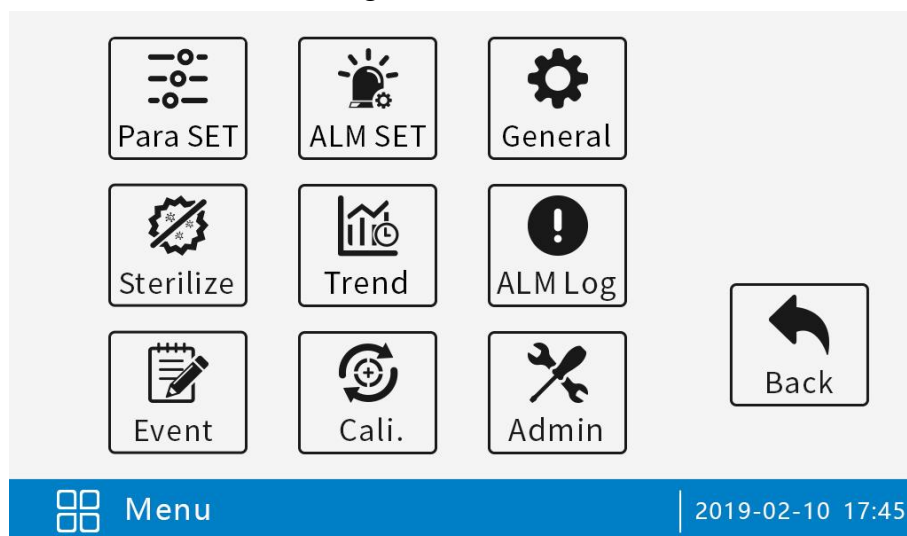 Para SET
ALM SET
General
Sterilize
Trend
ALM Log
Event
Cali.
Admin
Back
Menu
2019-02-10 17:45